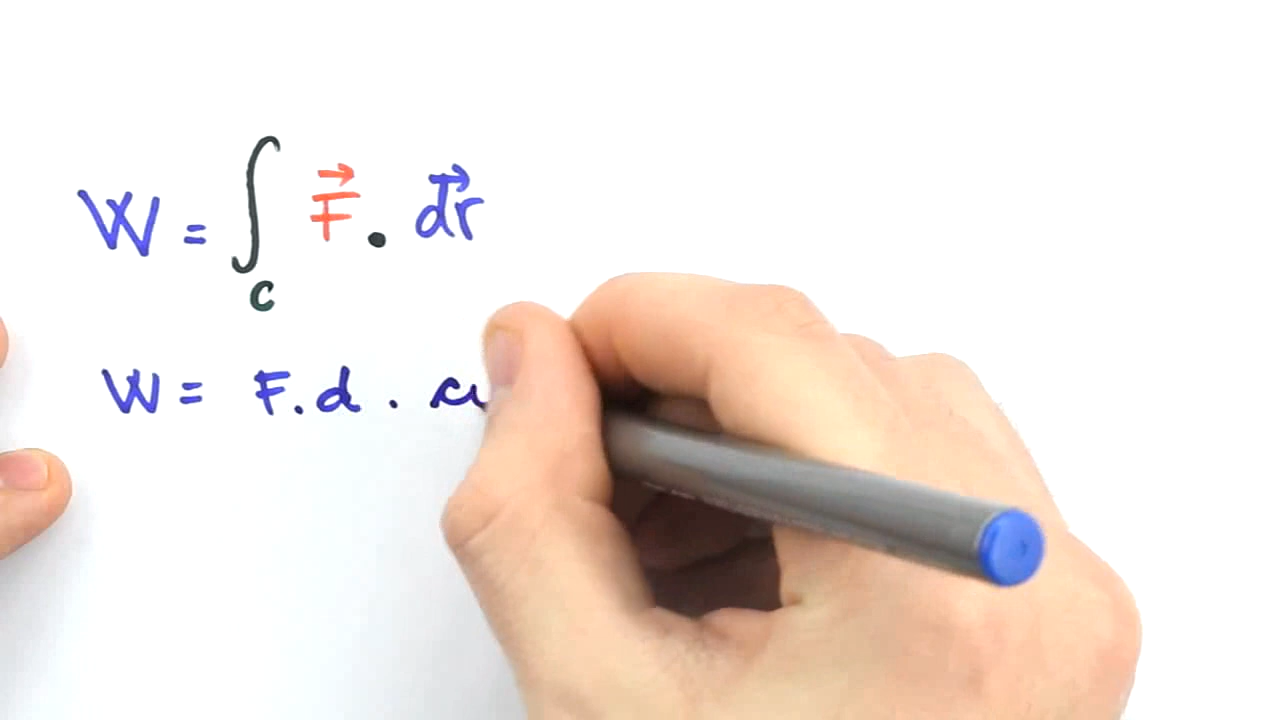 W = ∫ F⃗ . dr⃗
C
W = F.d .